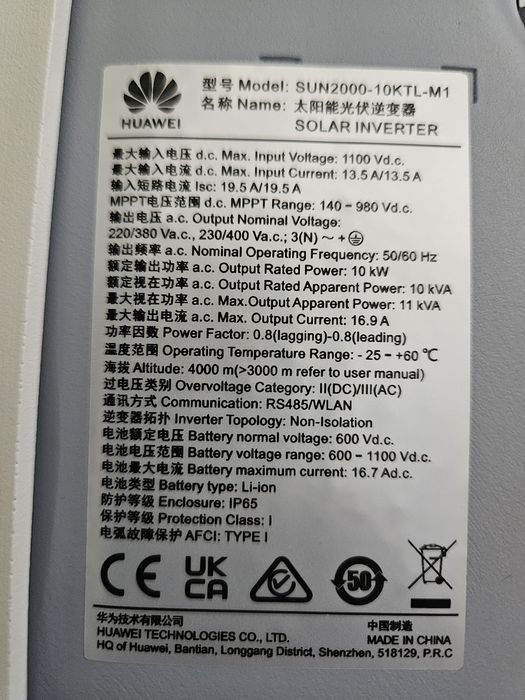 HUAWEI
型号 Model: SUN2000-10KTL-M1
名称 Name: 太阳能光伏逆变器
SOLAR INVERTER
最大输入电压 d.c. Max. Input Voltage: 1100 Vd.c.
最大输入电流 d.c. Max. Input Current: 13.5 A/13.5 A
输入短路电流 Isc: 19.5 A/19.5 A
MPPT电压范围 d.c. MPPT Range: 140 – 980 Vd.c.
输出电压 a.c. Output Nominal Voltage:
220/380 Va.c., 230/400 Va.c.; 3(N) ~ + ⏚
输出频率 a.c. Nominal Operating Frequency: 50/60 Hz
额定输出功率 a.c. Output Rated Power: 10 kW
额定视在功率 a.c. Output Rated Apparent Power: 10 kVA
最大视在功率 a.c. Max.Output Apparent Power: 11 kVA
最大输出电流 a.c. Max. Output Current: 16.9 A
功率因数 Power Factor: 0.8(lagging)-0.8(leading)
温度范围 Operating Temperature Range: - 25 – +60 ℃
海拔 Altitude: 4000 m(>3000 m refer to user manual)
过电压类别 Overvoltage Category: II(DC)/III(AC)
通讯方式 Communication: RS485/WLAN
逆变器拓扑 Inverter Topology: Non-Isolation
电池额定电压 Battery normal voltage: 600 Vd.c.
电池电压范围 Battery voltage range: 600 – 1100 Vd.c.
电池最大电流 Battery maximum current: 16.7 Ad.c.
电池类型 Battery type: Li-ion
防护等级 Enclosure: IP65
保护等级 Protection Class: I
电弧故障保护 AFCI: TYPE I
CE UK CA 50
华为技术有限公司 中国制造
HUAWEI TECHNOLOGIES CO., LTD. MADE IN CHINA
HQ of Huawei, Bantian, Longgang District, Shenzhen, 518129, P.R.C